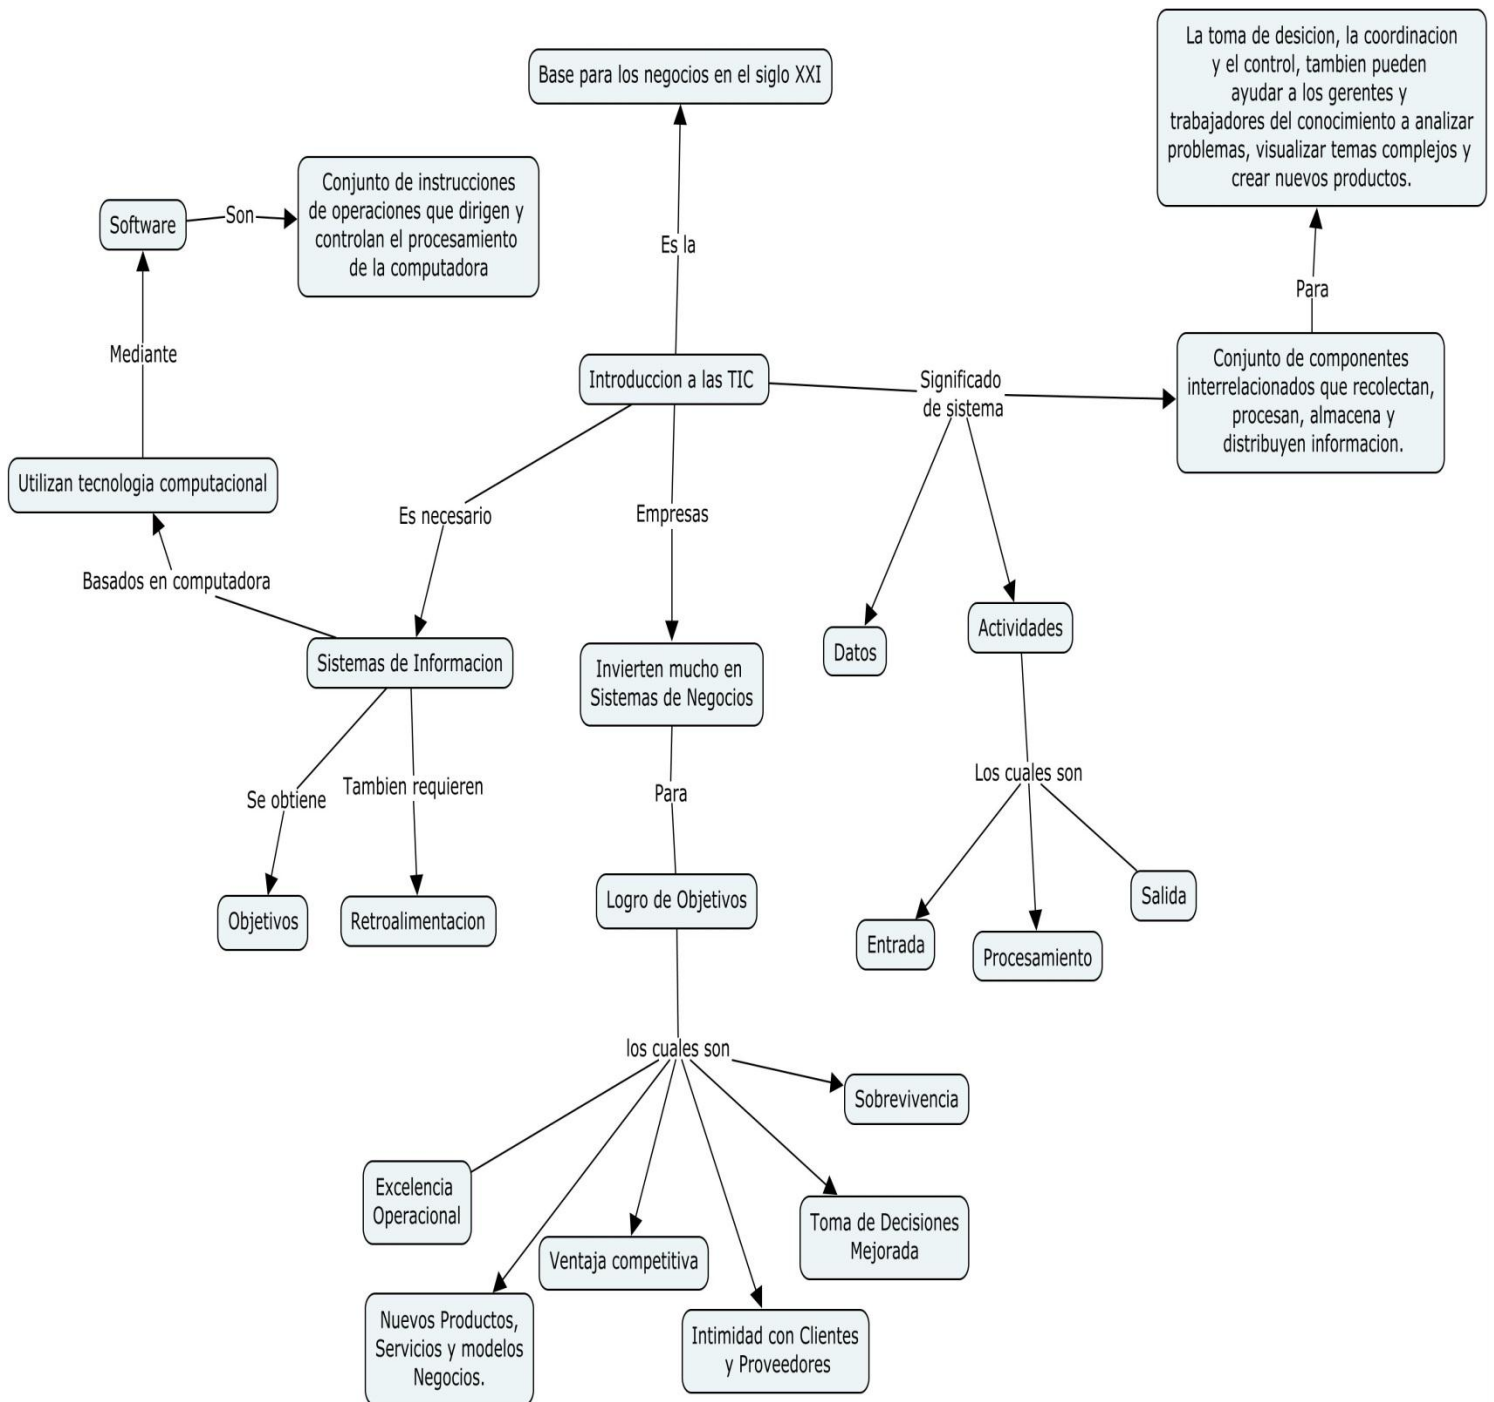 La toma de desicion, la coordinacion
y el control, tambien pueden
ayudar a los gerentes y
trabajadores del conocimiento a analizar
problemas, visualizar temas complejos y
crear nuevos productos.
Base para los negocios en el siglo XXI
Conjunto de instrucciones
de operaciones que dirigen y
controlan el procesamiento
de la computadora
Software
Son
Es la
Para
Mediante
Introduccion a las TIC
Significado
de sistema
Conjunto de componentes
interrelacionados que recolectan,
procesan, almacena y
distribuyen informacion.
Utilizan tecnologia computacional
Es necesario
Empresas
Basados en computadora
Sistemas de Informacion
Invierten mucho en
Sistemas de Negocios
Datos
Actividades
Se obtiene
Tambien requieren
Para
Los cuales son
Objetivos
Retroalimentacion
Logro de Objetivos
Entrada
Procesamiento
Salida
los cuales son
Sobrevivencia
Excelencia
Operacional
Toma de Decisiones
Mejorada
Ventaja competitiva
Nuevos Productos,
Servicios y modelos
Negocios.
Intimidad con Clientes
y Proveedores